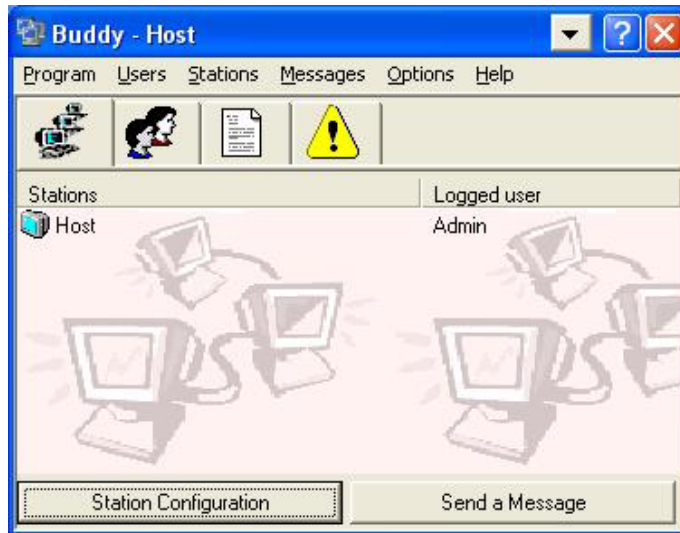 Buddy - Host
Program Users Stations Messages Options Help
Stations Logged user
Host Admin
Station Configuration Send a Message